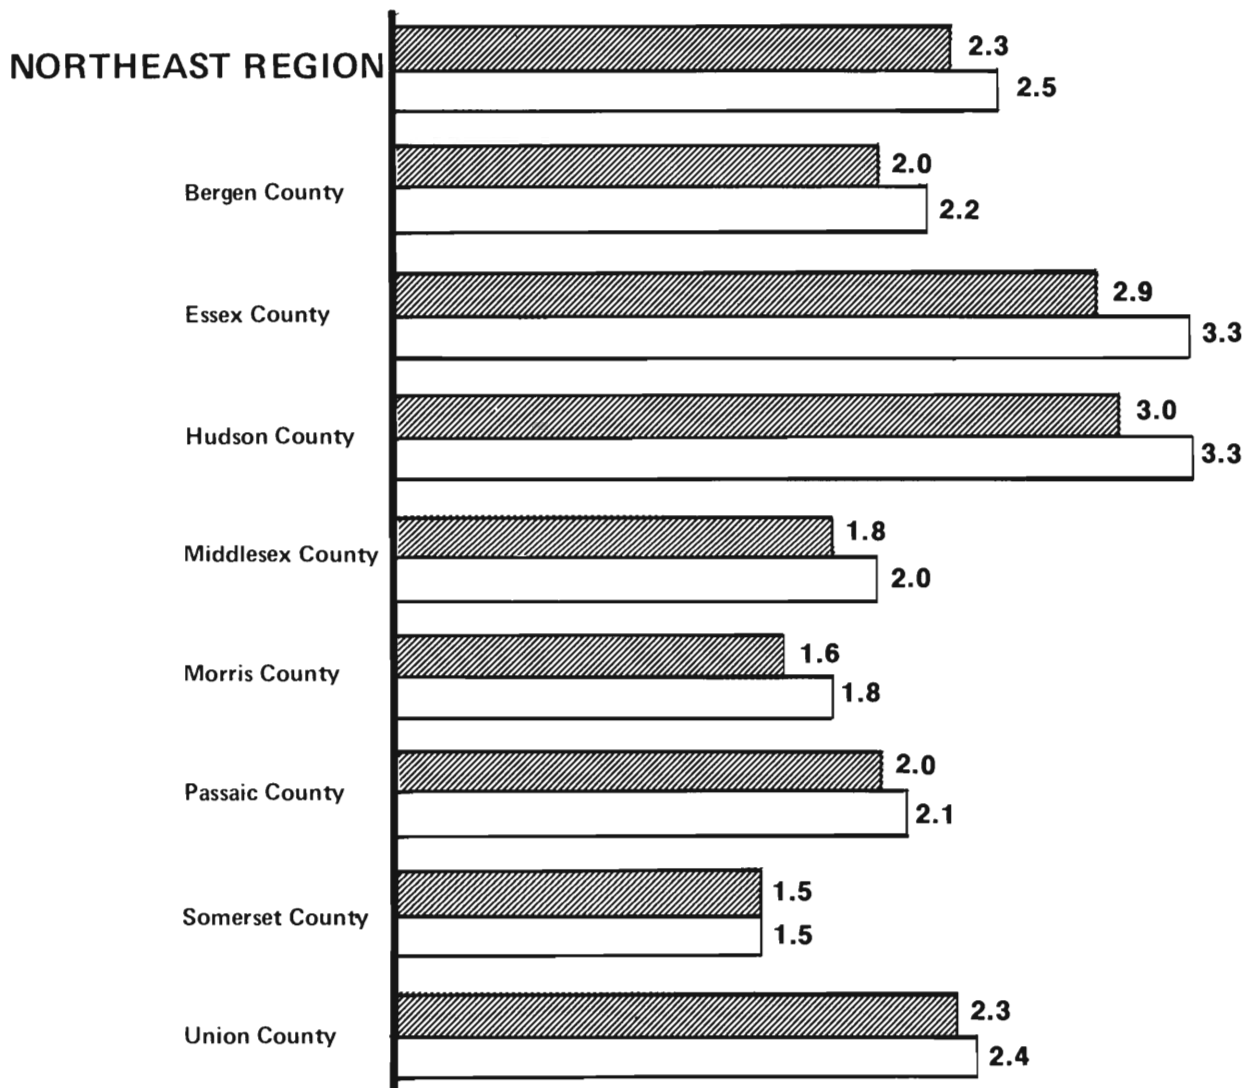 NORTHEAST REGION
2.3
2.5
Bergen County
2.0
2.2
Essex County
2.9
3.3
Hudson County
3.0
3.3
Middlesex County
1.8
2.0
Morris County
1.6
1.8
Passaic County
2.0
2.1
Somerset County
1.5
1.5
Union County
2.3
2.4